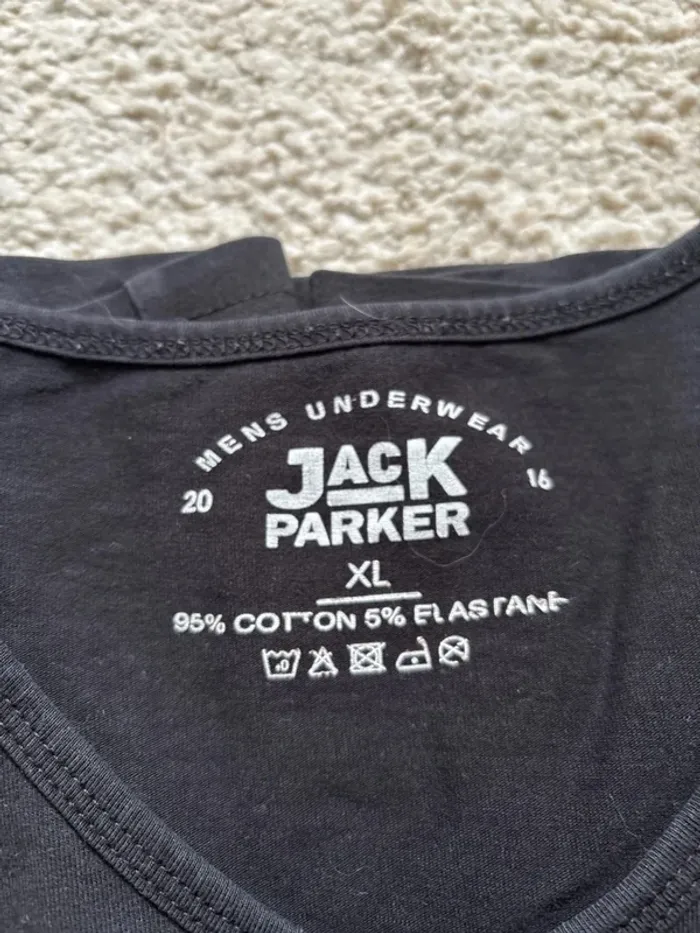 MENS UNDERWEAR
20 16
JACK
PARKER
XL
95% COTTON 5% ELASTANE